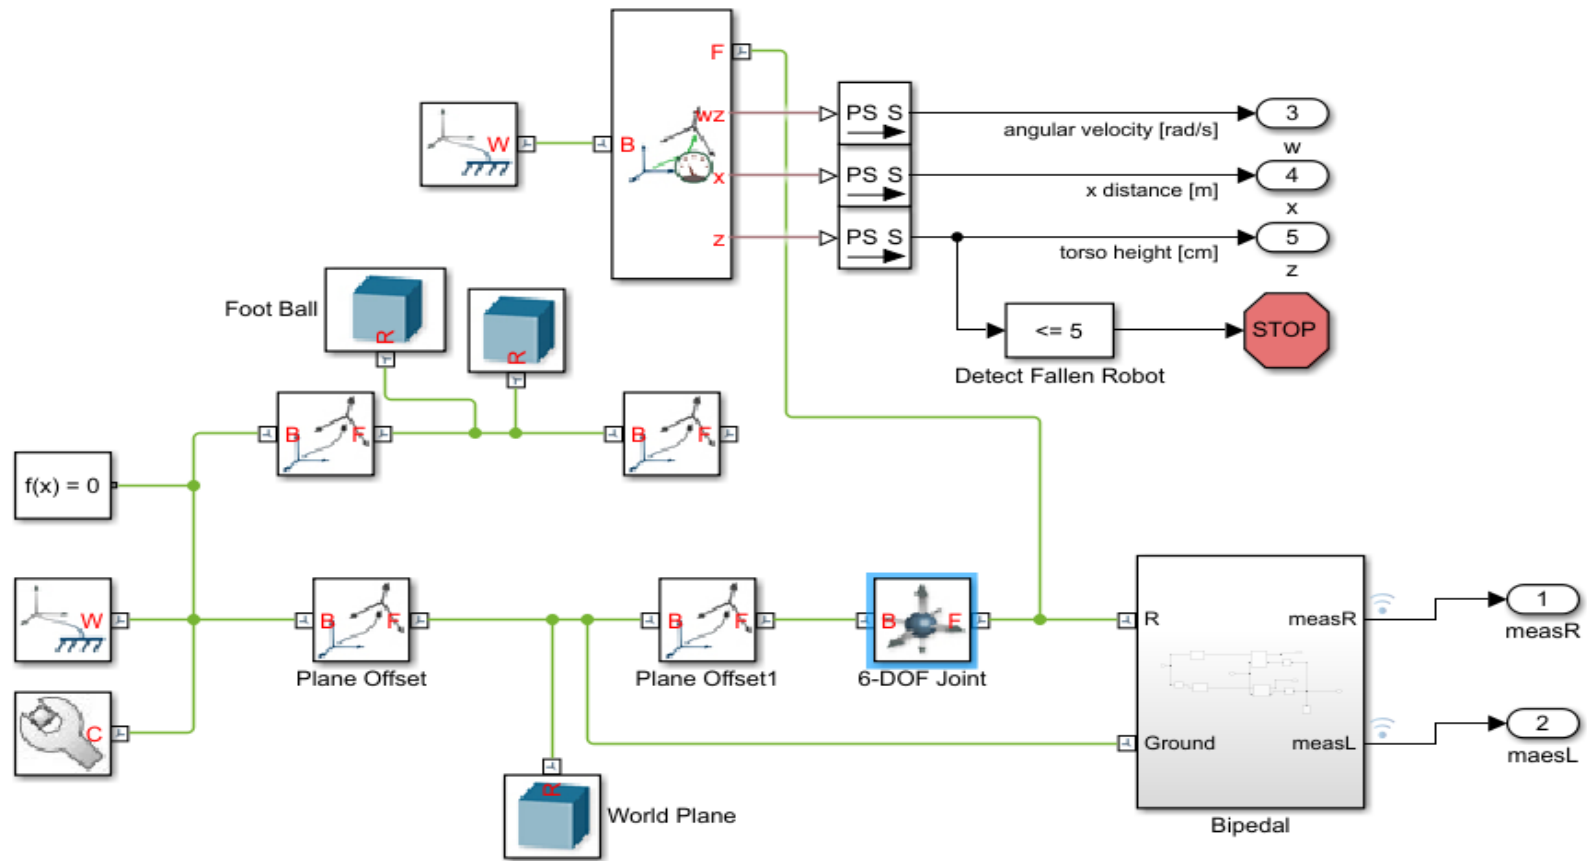 F
W
B
wz
PS S
angular velocity [rad/s]
3
w
x
PS S
x distance [m]
4
x
z
PS S
torso height [cm]
5
z
Foot Ball
R
R
<= 5
STOP
Detect Fallen Robot
B
F
B
F
f(x) = 0
W
B
F
Plane Offset
B
F
Plane Offset1
B
F
6-DOF Joint
R
measR
1
measR
C
Ground
measL
2
maesL
Bipedal
R
World Plane